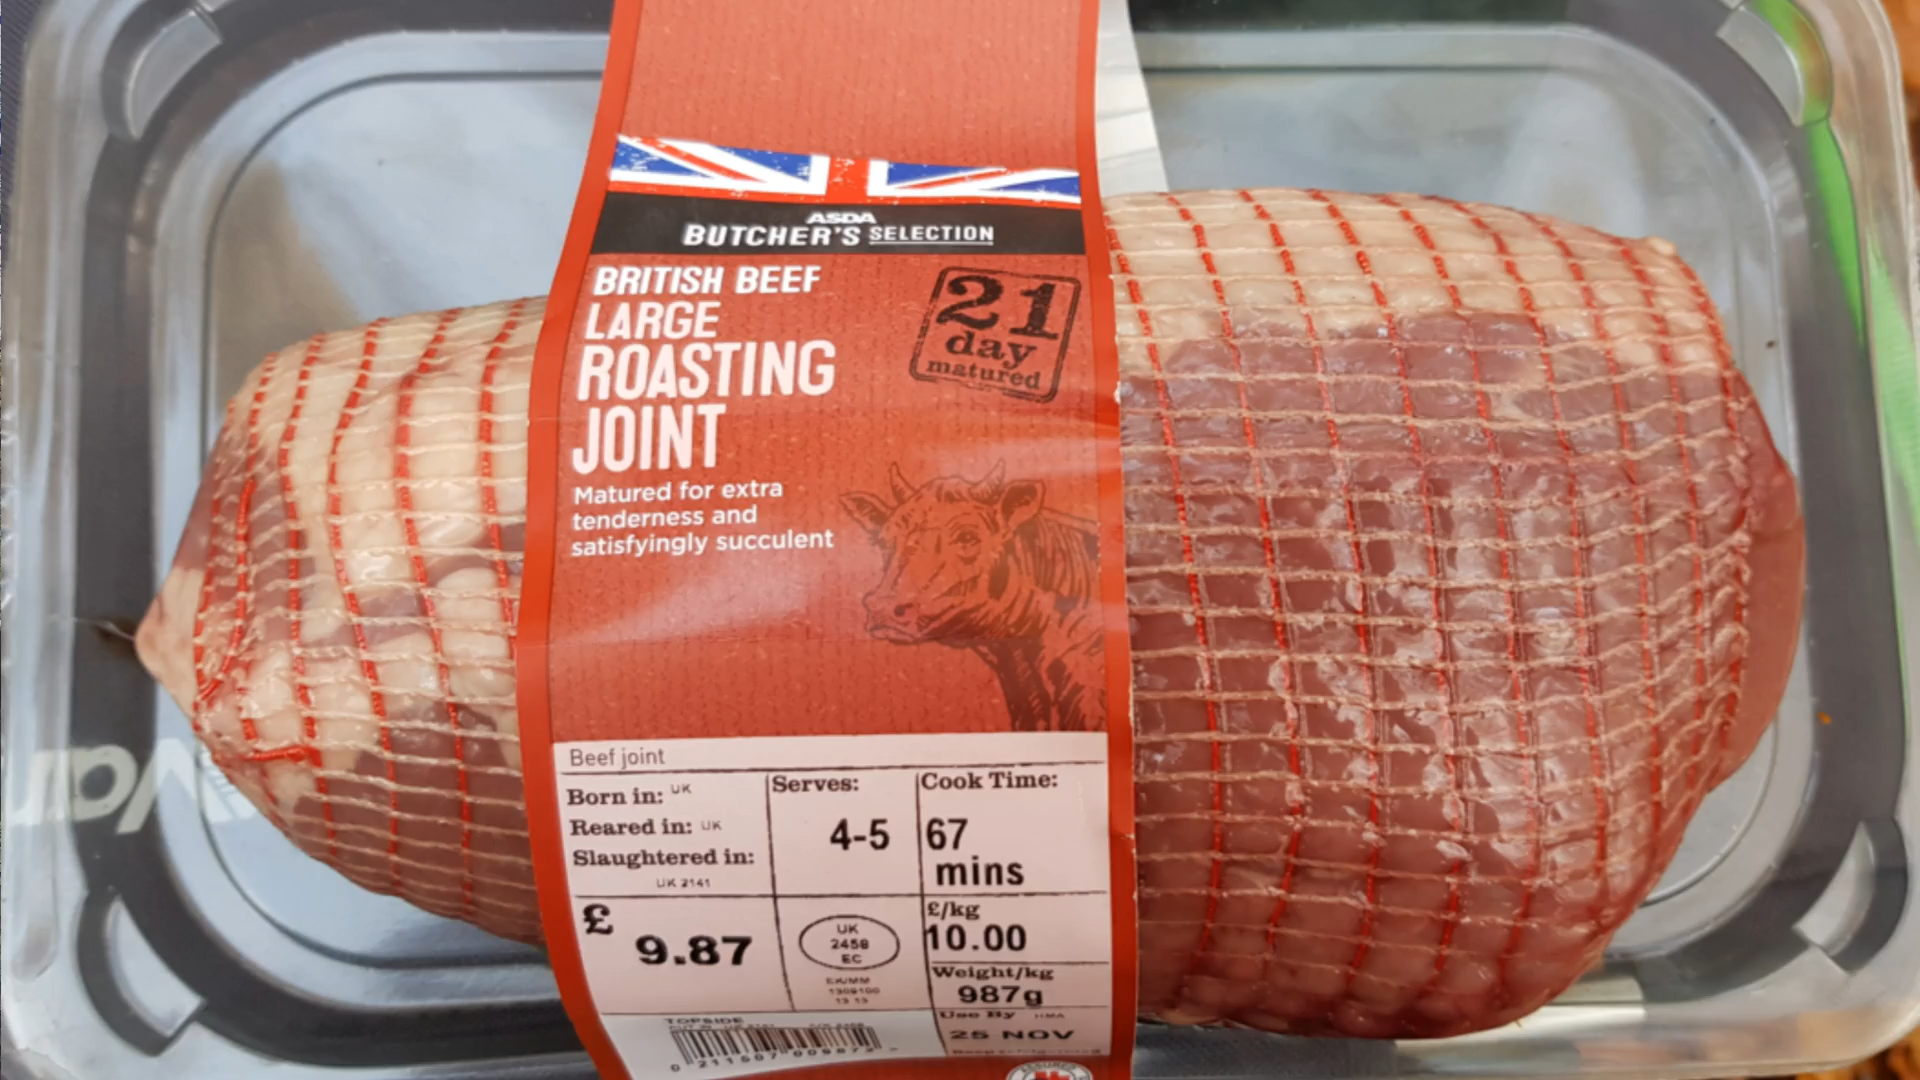 ASDA
BUTCHER'S SELECTION
BRITISH BEEF
LARGE
ROASTING
JOINT
21
day
matured
Matured for extra
tenderness and
satisfyingly succulent
Beef joint
Born in: UK
Reared in: UK
Slaughtered in:
UK 2141
Serves:
4-5
Cook Time:
67
mins
£ 9.87
UK
2458
EC
£/kg
10.00
Weight/kg
987g
Use By
25 NOV
TOPSIDE